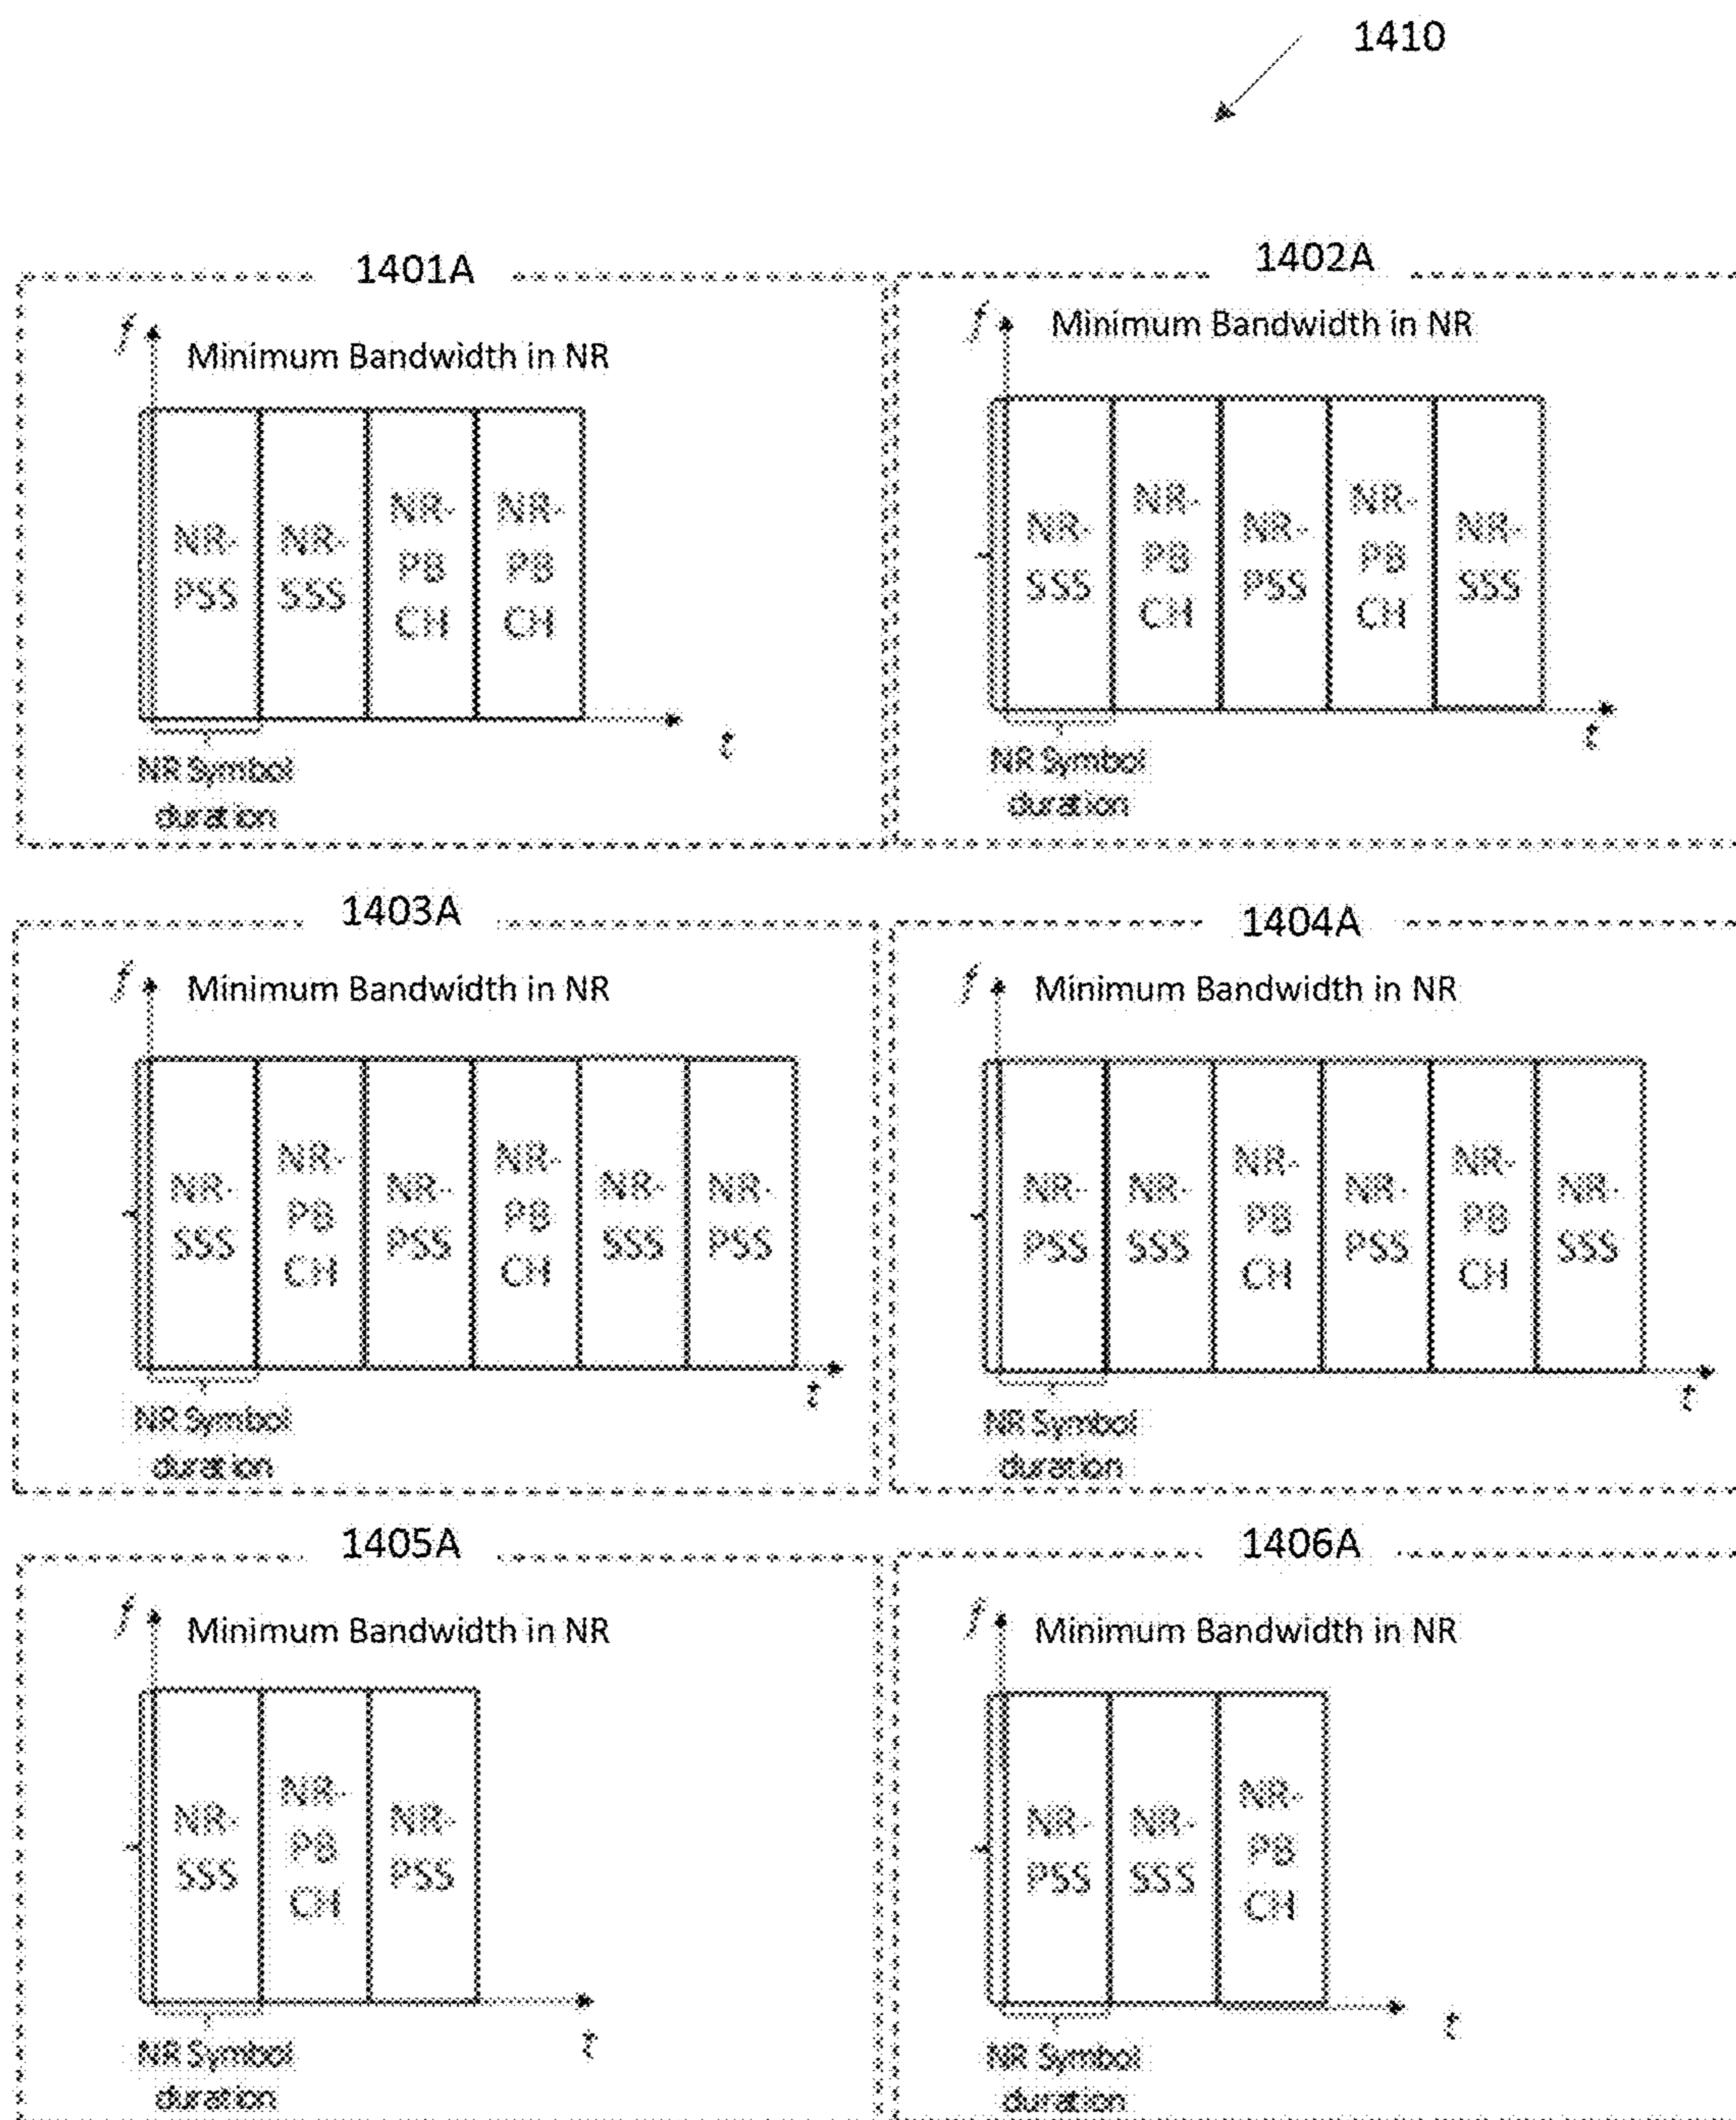 1410
1401A
f
Minimum Bandwidth in NR
NR-
PSS
NR-
SSS
NR-
PB
CH
NR-
PB
CH
t
NR Symbol
duration
1402A
f
Minimum Bandwidth in NR
NR-
SSS
NR-
PB
CH
NR-
PSS
NR-
PB
CH
NR-
SSS
t
NR Symbol
duration
1403A
f
Minimum Bandwidth in NR
NR-
SSS
NR-
PB
CH
NR-
PSS
NR-
PB
CH
NR-
SSS
NR-
PSS
t
NR Symbol
duration
1404A
f
Minimum Bandwidth in NR
NR-
PSS
NR-
SSS
NR-
PB
CH
NR-
PSS
NR-
PB
CH
NR-
SSS
t
NR Symbol
duration
1405A
f
Minimum Bandwidth in NR
NR-
SSS
NR-
PB
CH
NR-
PSS
t
NR Symbol
duration
1406A
f
Minimum Bandwidth in NR
NR-
PSS
NR-
SSS
NR-
PB
CH
t
NR Symbol
duration